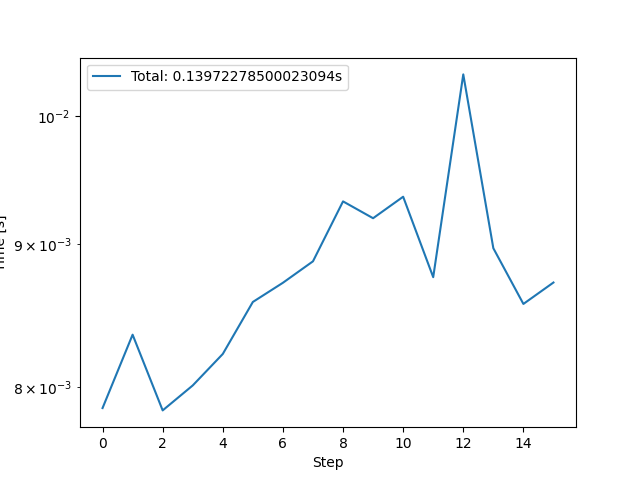 Total: 0.13972278500023094s
10⁻²
9 × 10⁻³
8 × 10⁻³
[s]
0 2 4 6 8 10 12 14
Step